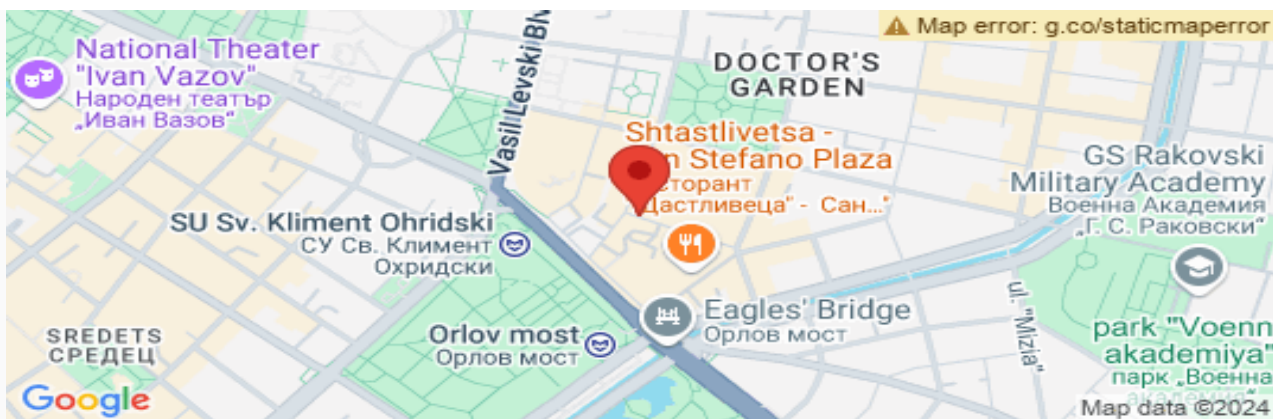 Map error: g.co/staticmaperror
National Theater
"Ivan Vazov"
Народен театър
„Иван Вазов“
Vasil Levski Bl
DOCTOR'S
GARDEN
Shtastlivetsa -
n Stefano Plaza
сторант
дастливеца" - Сан..."
GS Rakovski
Military Academy
Военна Академия
„Г. С. Раковски“
SU Sv. Kliment Ohridski
СУ Св. Климент
Охридски
Eagles' Bridge
Орлов мост
ul. "Mizia"
Orlov most
Орлов мост
SREDETS
СРЕДЕЦ
park "Voenn
akademiya"
парк „Военна
Google
Map data ©2024